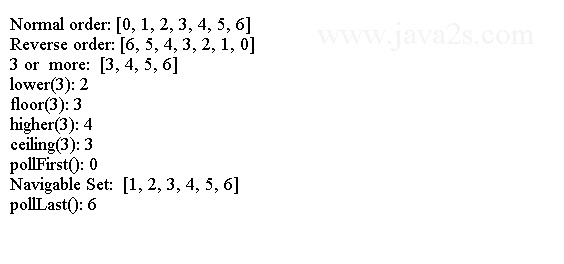 Normal order: [0, 1, 2, 3, 4, 5, 6]
www.java2s.com
Reverse order: [6, 5, 4, 3, 2, 1, 0]
3 or more: [3, 4, 5, 6]
lower(3): 2
floor(3): 3
higher(3): 4
ceiling(3): 3
pollFirst(): 0
Navigable Set: [1, 2, 3, 4, 5, 6]
pollLast(): 6